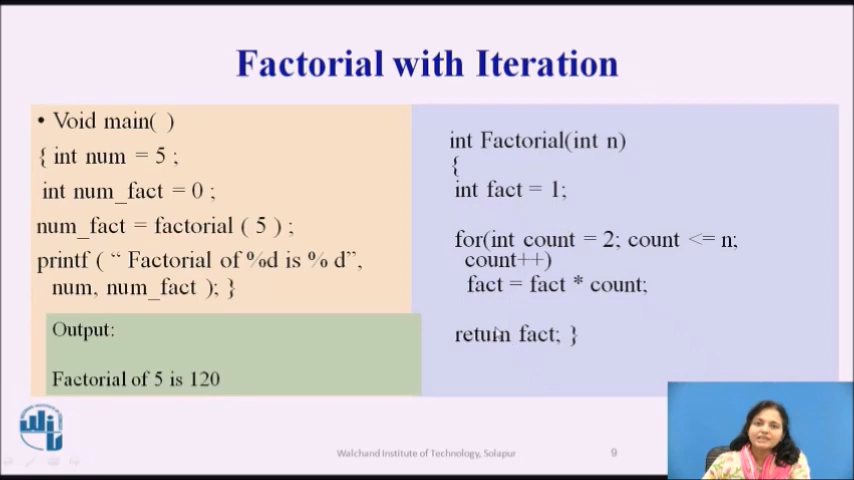 Factorial with Iteration
• Void main( )
{ int num = 5 ;
int num_fact = 0 ;
num_fact = factorial ( 5 ) ;
printf ( “ Factorial of %d is % d”,
num, num_fact ); }
Output:
Factorial of 5 is 120
int Factorial(int n)
{
int fact = 1;
for(int count = 2; count <= n;
count++)
fact = fact * count;
return fact; }
Walchand Institute of Technology, Solapur
9